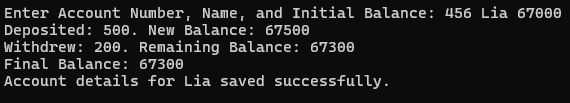 Enter Account Number, Name, and Initial Balance: 456 Lia 67000
Deposited: 500. New Balance: 67500
Withdrew: 200. Remaining Balance: 67300
Final Balance: 67300
Account details for Lia saved successfully.